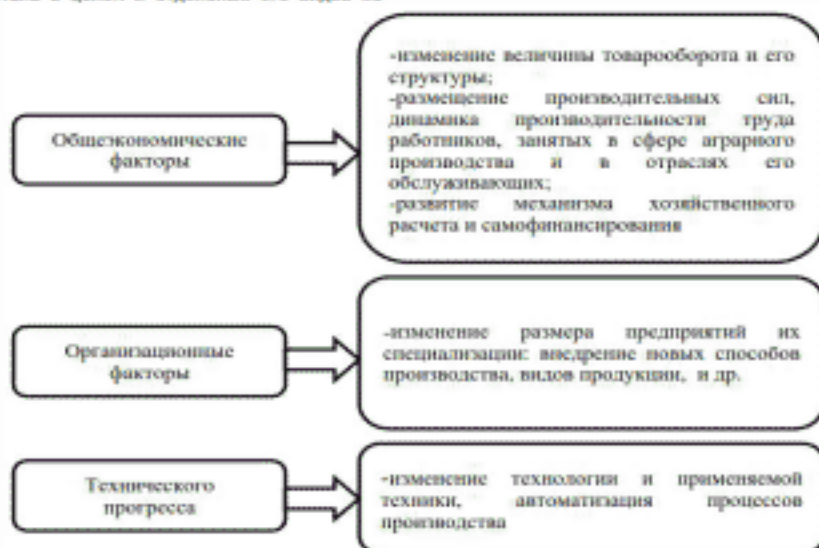 Общеэкономические
факторы
-изменение величины товарооборота и его
структуры;
-размещение производительных сил,
динамика производительности труда
работников, занятых в сфере аграрного
производства и в отраслях его
обслуживающих;
-развитие механизма хозяйственного
расчета и самофинансирования
Организационные
факторы
-изменение размера предприятий их
специализации: внедрение новых способов
производства, видов продукции, и др.
Технического
прогресса
-изменение технологии и применяемой
техники, автоматизация процессов
производства